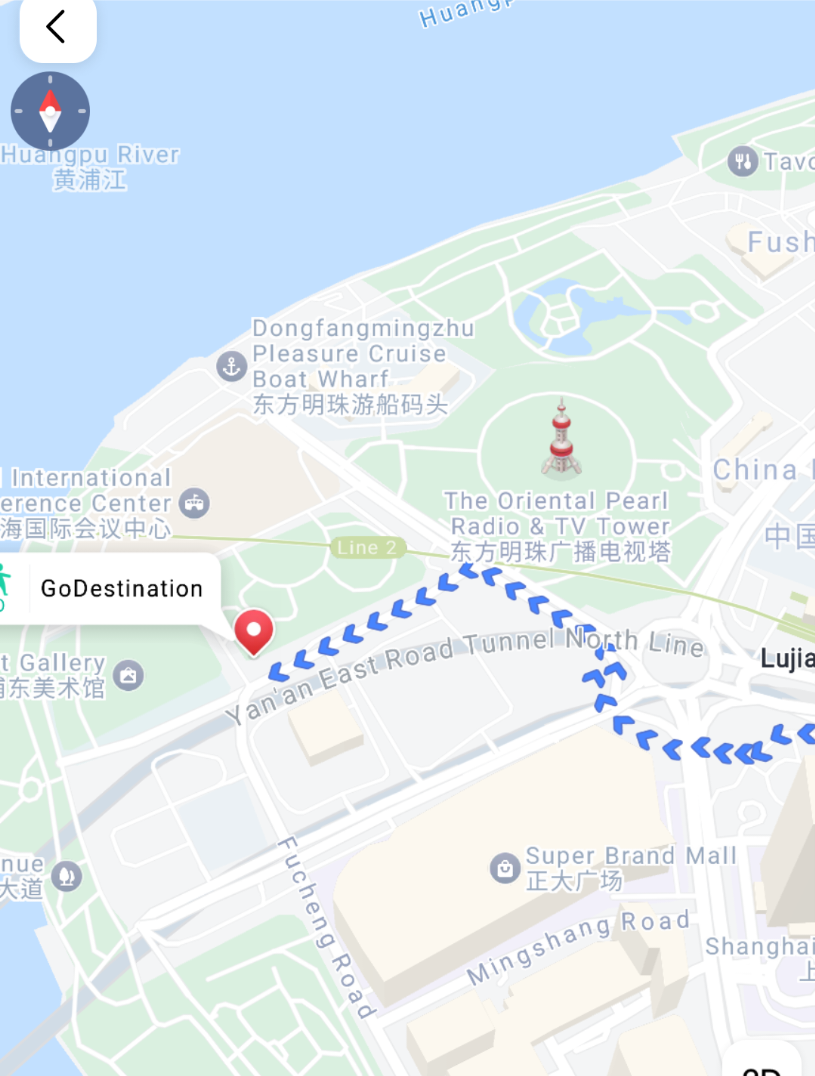 Huangp
Huangpu River
黄浦江
Tavo
Fush
Dongfangmingzhu
Pleasure Cruise
Boat Wharf
东方明珠游船码头
International
erence Center
海国际会议中心
China
中国
The Oriental Pearl
Radio & TV Tower
东方明珠广播电视塔
Line 2
GoDestination
t Gallery
浦东美术馆
Yan'an East Road Tunnel North Line
Lujia
Super Brand Mall
正大广场
nue
大道
Fucheng Road
Mingshang Road
Shanghai
上